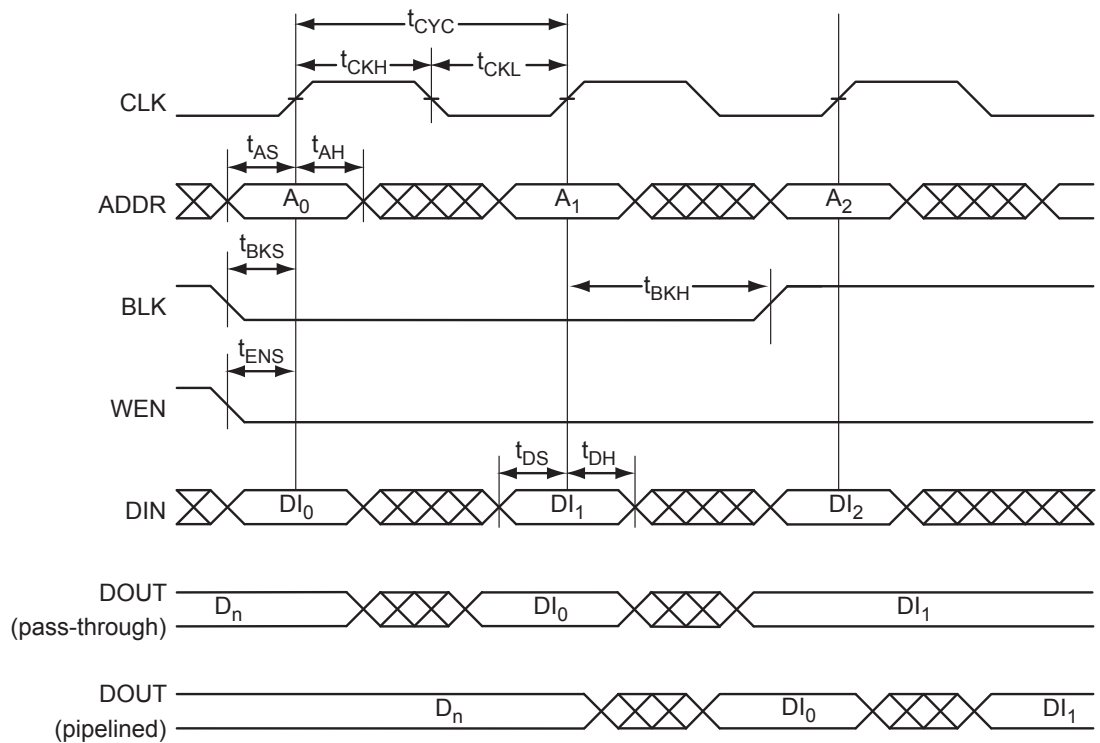 tCYC
tCKH tCKL
CLK
tAS tAH
ADDR A0 A1 A2
tBKS
tBKH
BLK
tENS
WEN
tDS tDH
DIN DI0 DI1 DI2
DOUT
(pass-through)
Dn DI0 DI1
DOUT
(pipelined)
Dn DI0 DI1